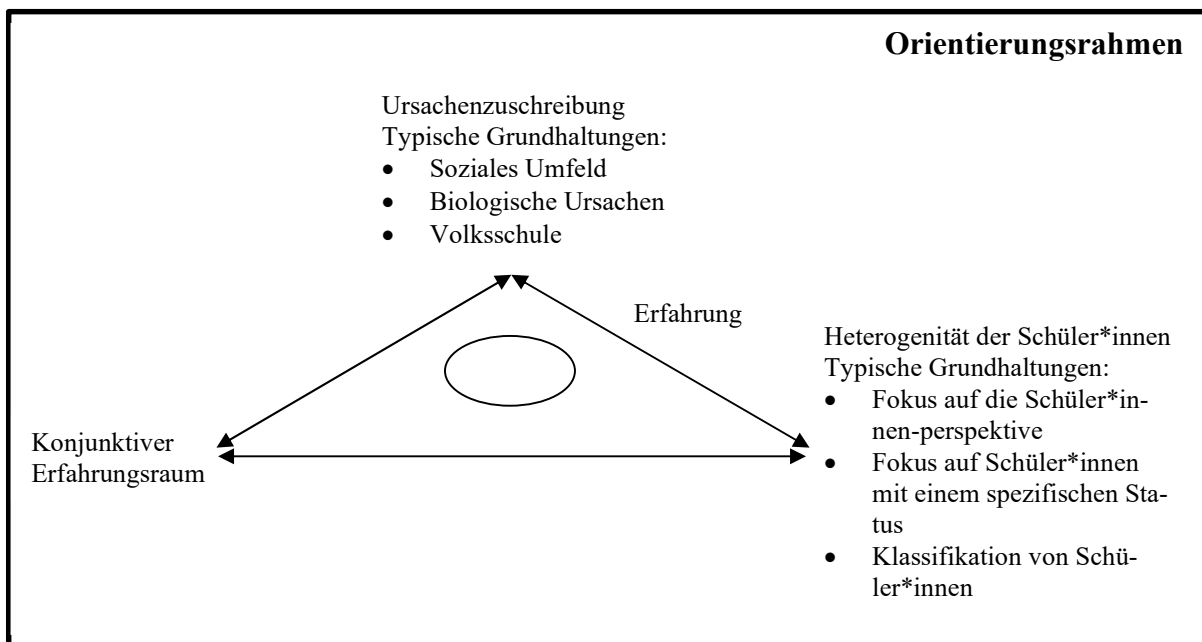 Orientierungsrahmen
Ursachenzuschreibung
Typische Grundhaltungen:
• Soziales Umfeld
• Biologische Ursachen
• Volksschule
Erfahrung
Heterogenität der Schüler*innen
Typische Grundhaltungen:
• Fokus auf die Schüler*in-
nen-perspektive
• Fokus auf Schüler*innen
mit einem spezifischen Sta-
tus
• Klassifikation von Schü-
ler*innen
Konjunktiver
Erfahrungsraum